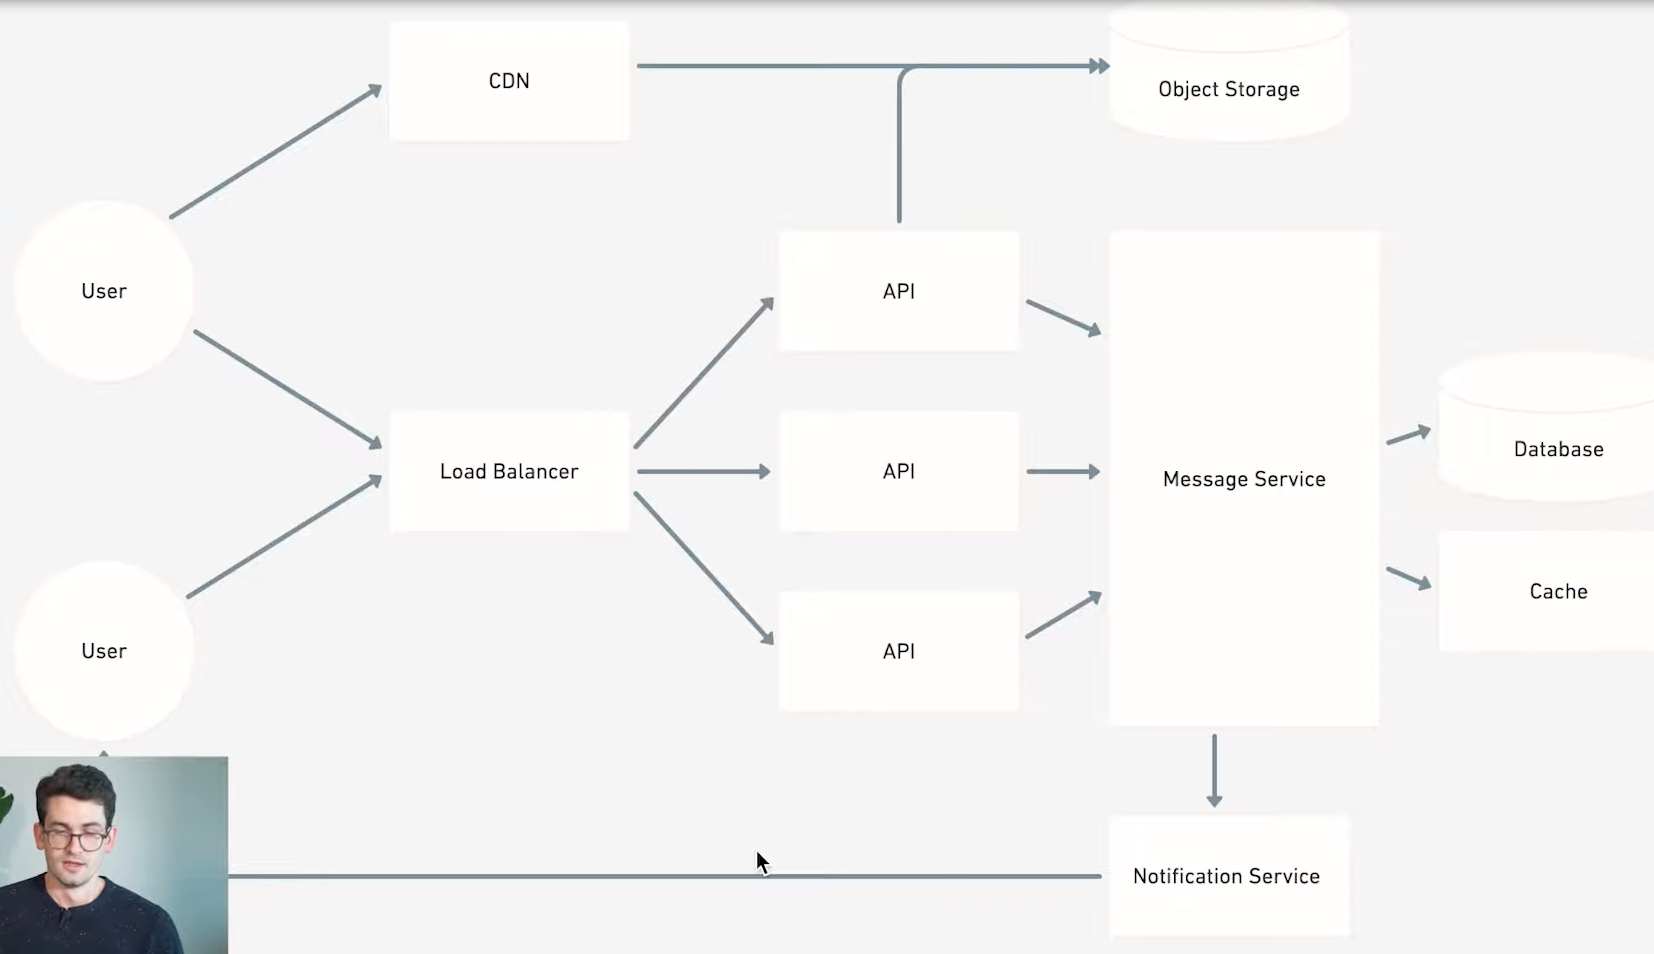 CDN
Object Storage
User
API
Load Balancer
API
Message Service
Database
Cache
User
API
Notification Service